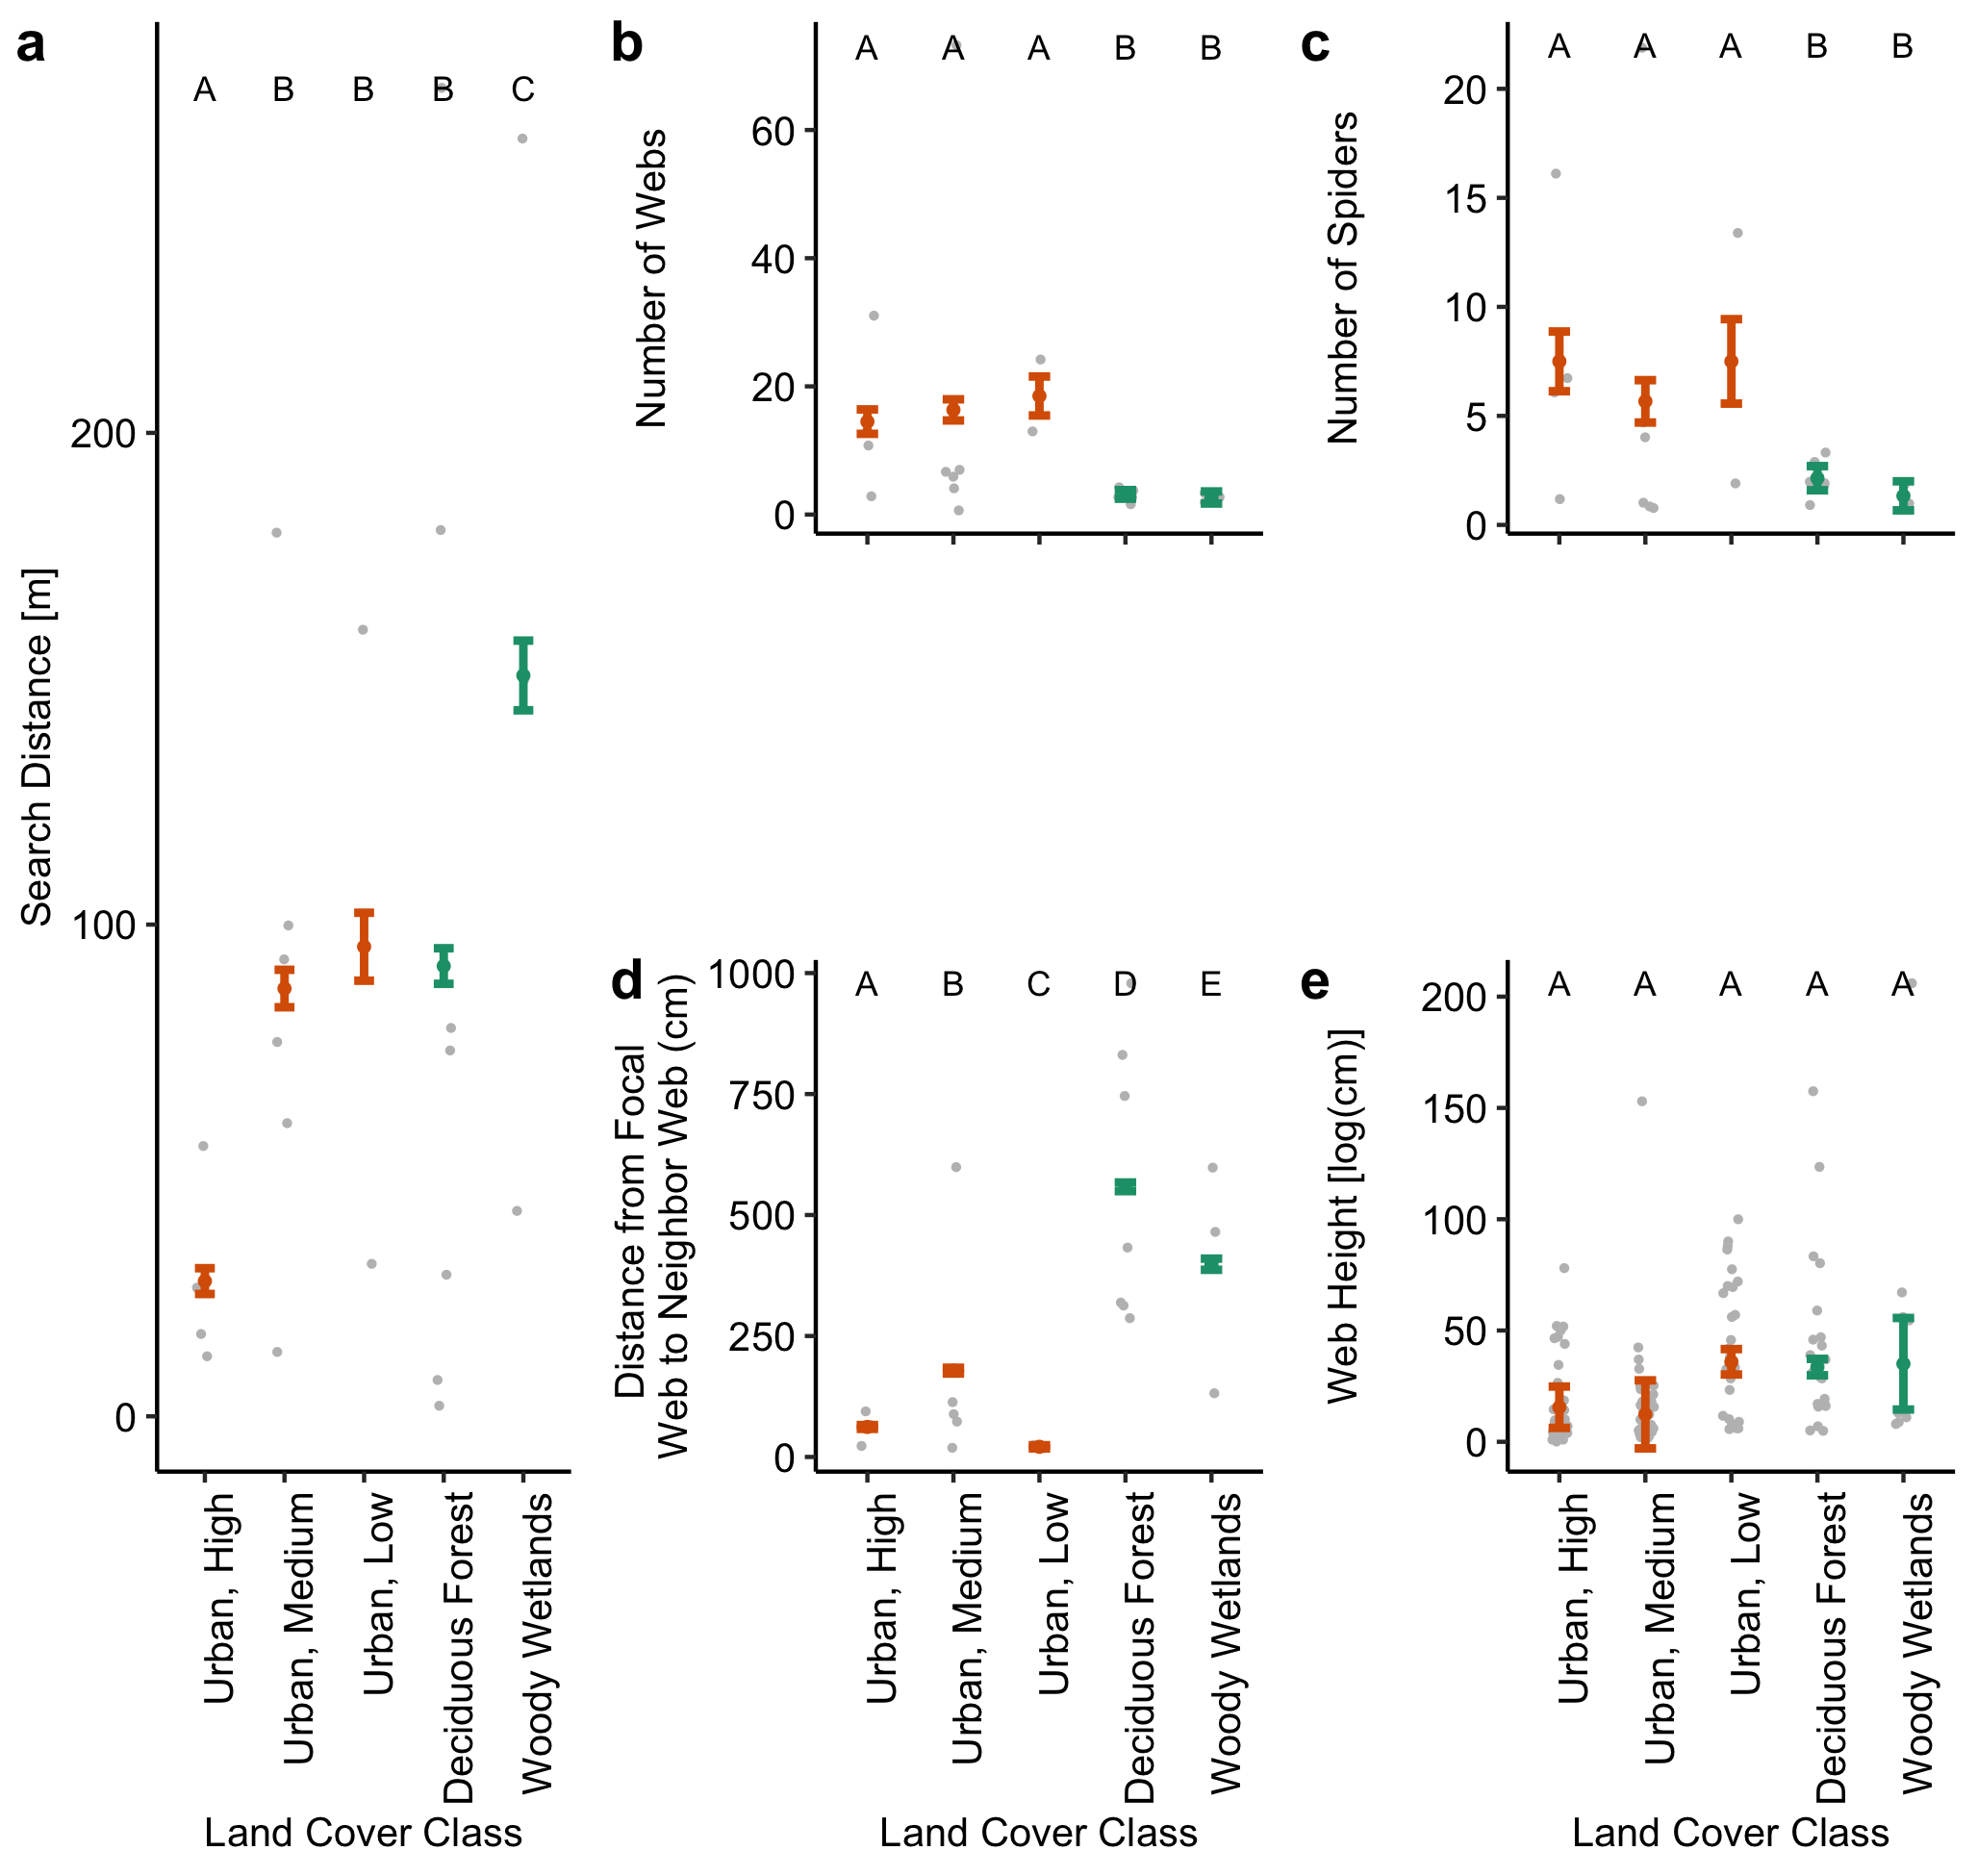 a
A B B B C
Search Distance [m]
200
100
0
Urban, High
Urban, Medium
Urban, Low
Deciduous Forest
Woody Wetlands
Land Cover Class
b
A A A B B
Number of Webs
60
40
20
0
c
A A A B B
Number of Spiders
20
15
10
5
0
d
A B C D E
Distance from Focal
Web to Neighbor Web (cm)
1000
750
500
250
0
Urban, High
Urban, Medium
Urban, Low
Deciduous Forest
Woody Wetlands
Land Cover Class
e
A A A A A
Web Height [log(cm)]
200
150
100
50
0
Urban, High
Urban, Medium
Urban, Low
Deciduous Forest
Woody Wetlands
Land Cover Class